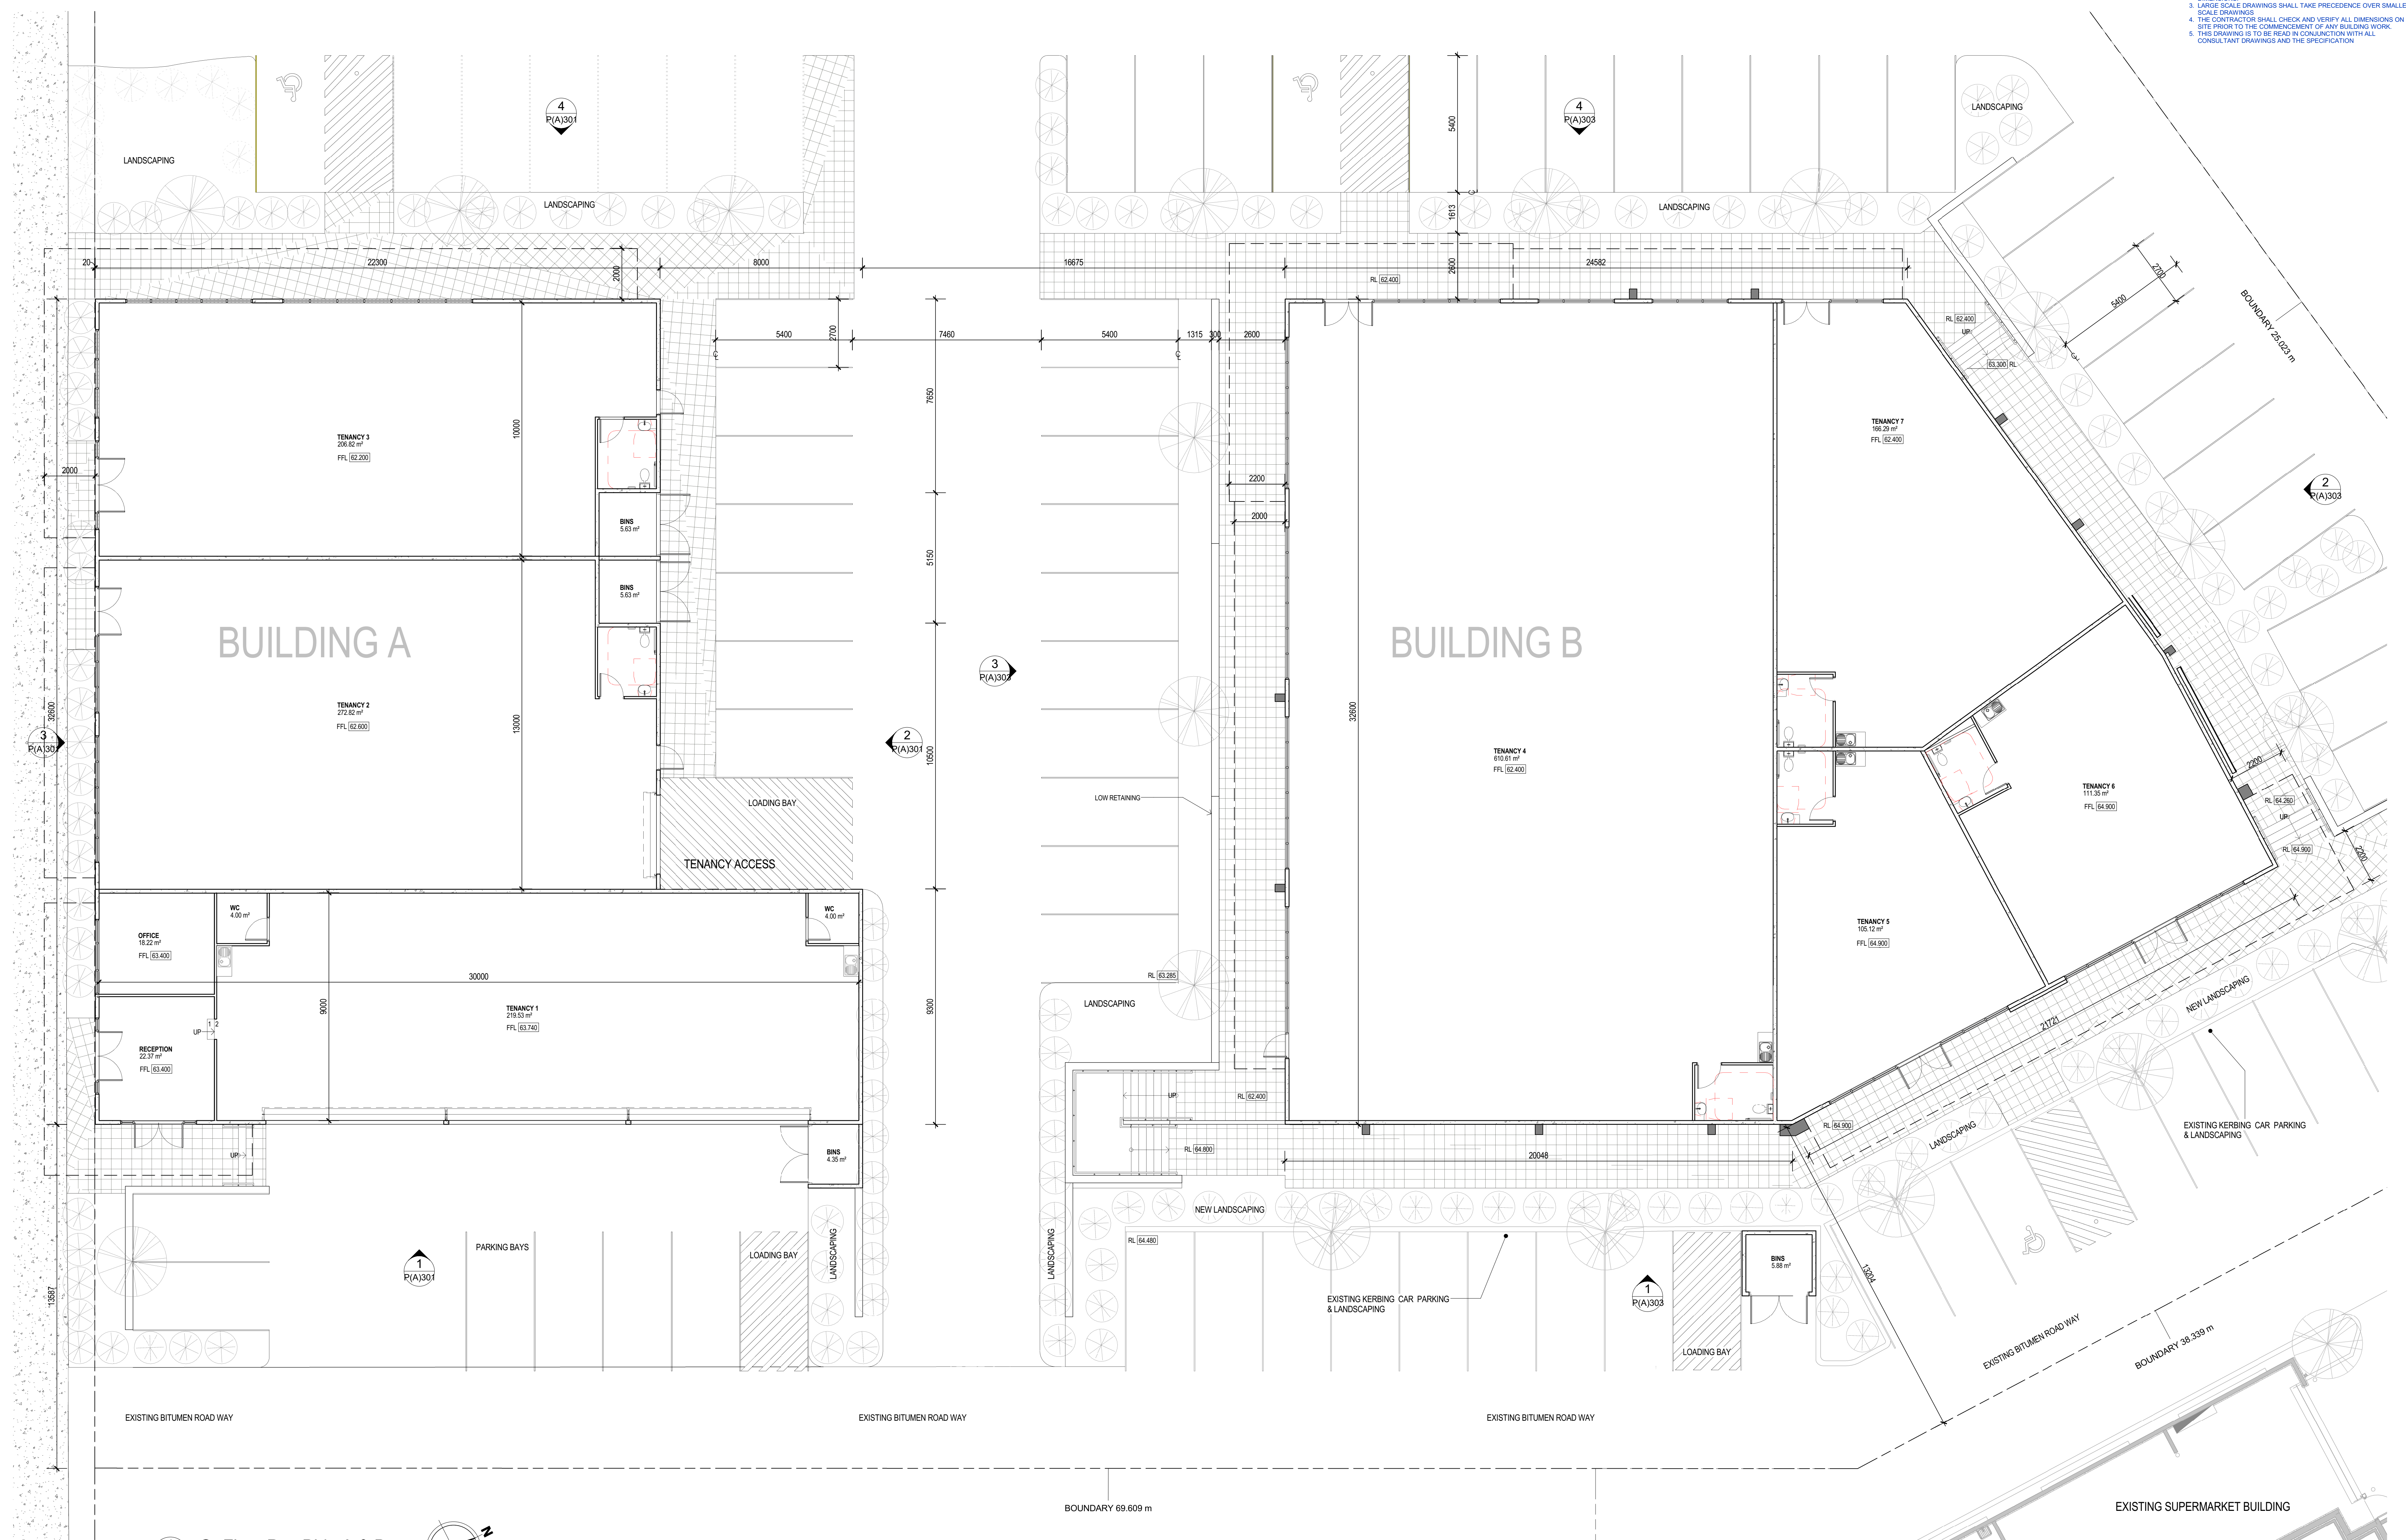 3. LARGE SCALE DRAWINGS SHALL TAKE PRECEDENCE OVER SMALLE
SCALE DRAWINGS
4. THE CONTRACTOR SHALL CHECK AND VERIFY ALL DIMENSIONS ON
SITE PRIOR TO THE COMMENCEMENT OF ANY BUILDING WORK.
5. THIS DRAWING IS TO BE READ IN CONJUNCTION WITH ALL
CONSULTANT DRAWINGS AND THE SPECIFICATION
4
P(A)301
4
P(A)303
LANDSCAPING
LANDSCAPING
LANDSCAPING
LANDSCAPING
5400
1613
2600
20
22300
2000
8000
16675
24582
RL 62.400
2700
5400
BOUNDARY 25.023 m
5400
2700
7460
5400
1315
300
2600
RL 62.400
UP
63.300 RL
7650
10000
TENANCY 3
206.82 m²
FFL 62.200
2000
TENANCY 7
166.29 m²
FFL 62.400
2200
2000
2
P(A)303
BINS
5.63 m²
5150
BINS
5.63 m²
BUILDING A
BUILDING B
3
P(A)303
32600
13000
TENANCY 2
272.82 m²
FFL 62.600
32600
3
P(A)301
2
P(A)301
10500
TENANCY 4
610.61 m²
FFL 62.400
2200
TENANCY 6
111.35 m²
FFL 64.900
LOADING BAY
LOW RETAINING
RL 64.260
UP
TENANCY ACCESS
RL 64.900
2200
WC
4.00 m²
WC
4.00 m²
OFFICE
18.22 m²
FFL 63.400
TENANCY 5
105.12 m²
FFL 64.900
30000
RL 63.285
9000
9300
LANDSCAPING
NEW LANDSCAPING
TENANCY 1
219.53 m²
FFL 63.740
1 2
UP
21721
RECEPTION
22.37 m²
FFL 63.400
UP
RL 62.400
RL 64.900
EXISTING KERBING CAR PARKING
& LANDSCAPING
LANDSCAPING
UP
BINS
4.35 m²
RL 64.800
20048
NEW LANDSCAPING
RL 64.480
PARKING BAYS
LOADING BAY
LANDSCAPING
LANDSCAPING
1
P(A)301
BINS
5.88 m²
13204
13587
1
P(A)303
EXISTING KERBING CAR PARKING
& LANDSCAPING
LOADING BAY
EXISTING BITUMEN ROAD WAY
BOUNDARY 38.339 m
EXISTING BITUMEN ROAD WAY
EXISTING BITUMEN ROAD WAY
EXISTING BITUMEN ROAD WAY
BOUNDARY 69.609 m
EXISTING SUPERMARKET BUILDING
N